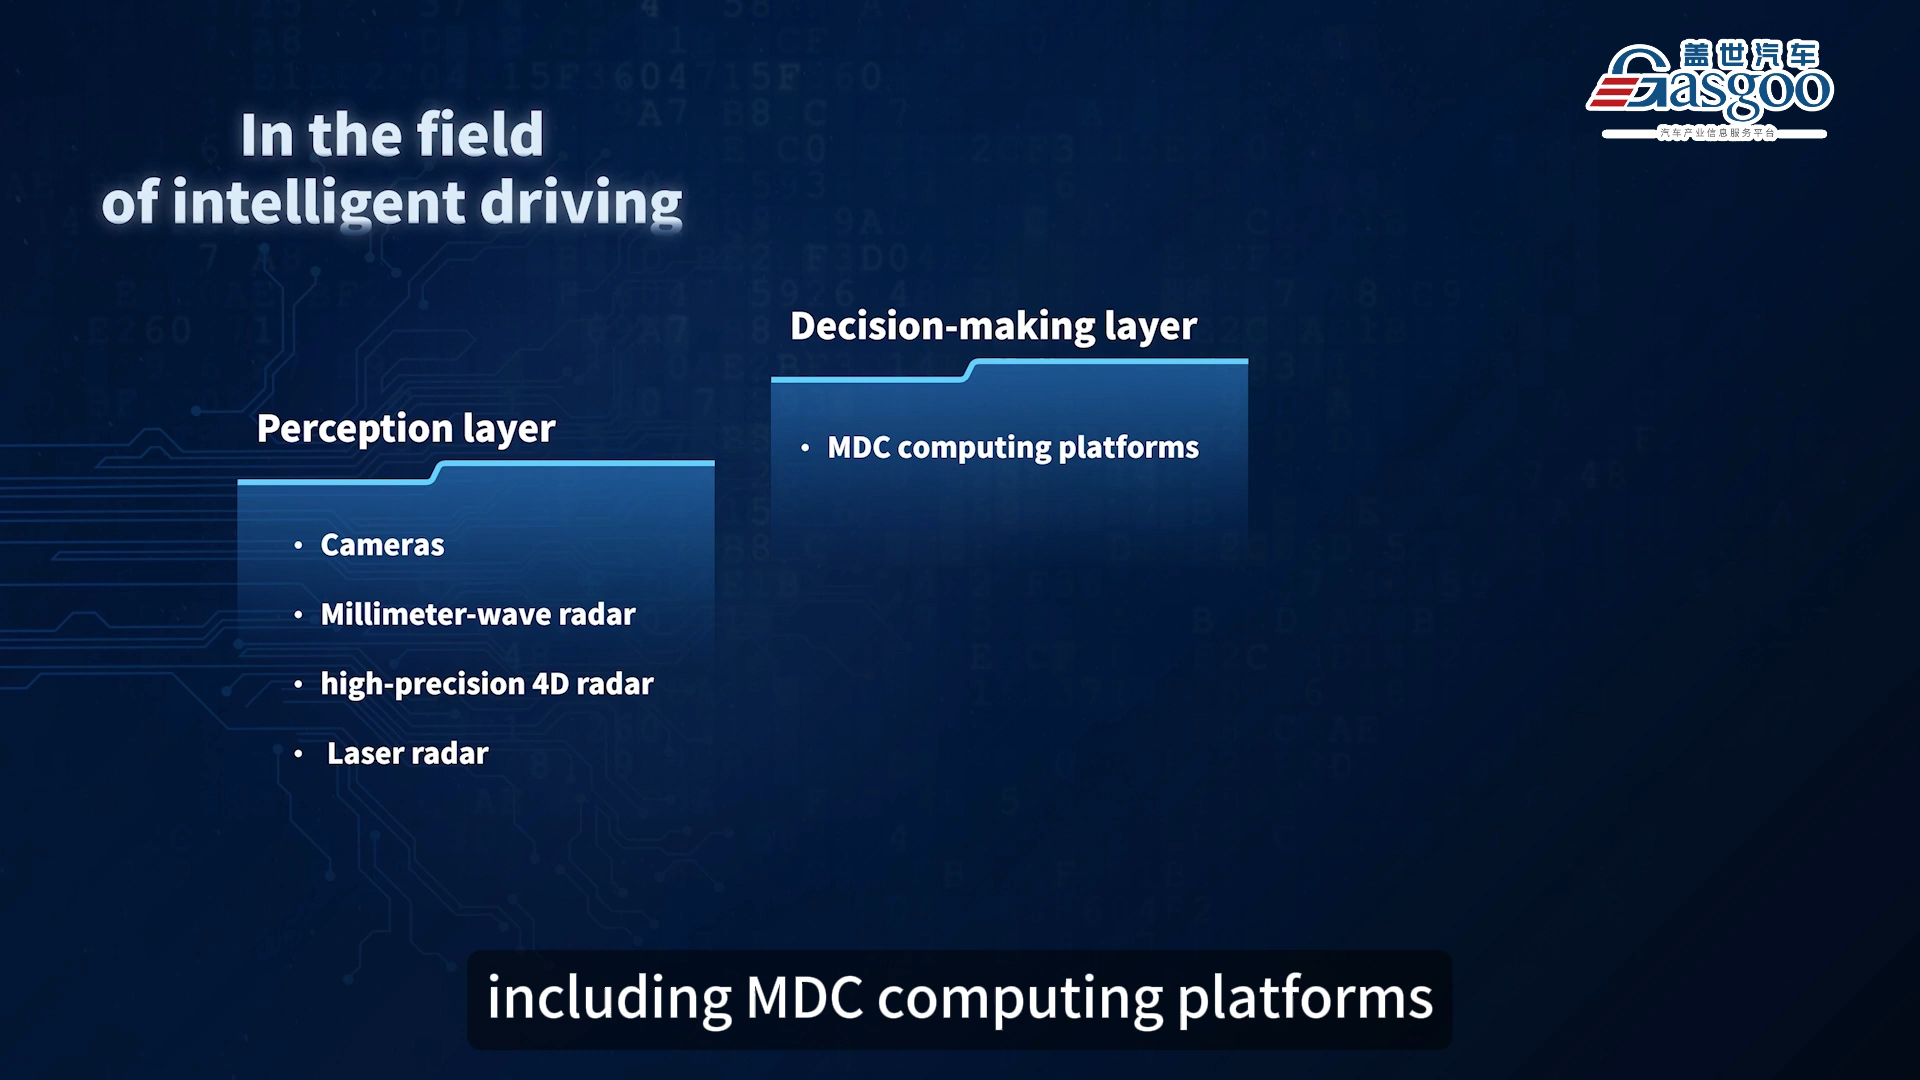 盖世汽车
Gasgoo
汽车产业信息服务平台
In the field
of intelligent driving
Decision-making layer
• MDC computing platforms
Perception layer
• Cameras
• Millimeter-wave radar
• high-precision 4D radar
• Laser radar
including MDC computing platforms